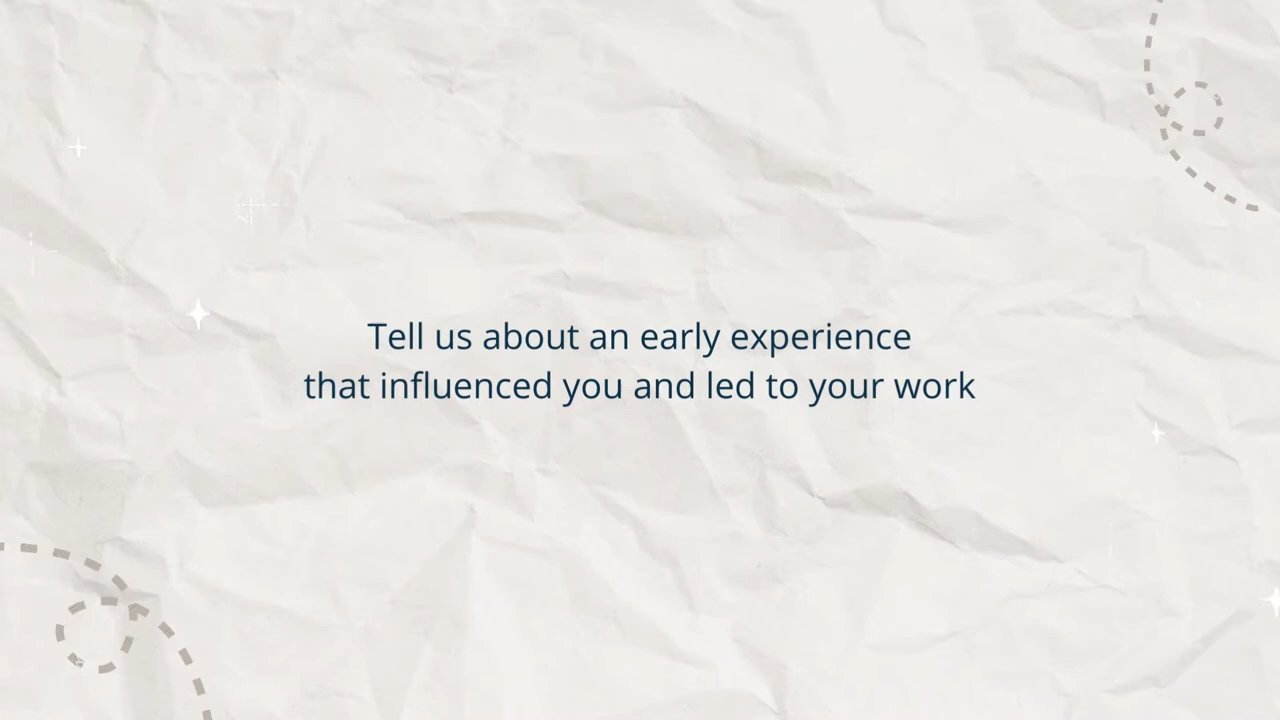 Tell us about an early experience
that influenced you and led to your work